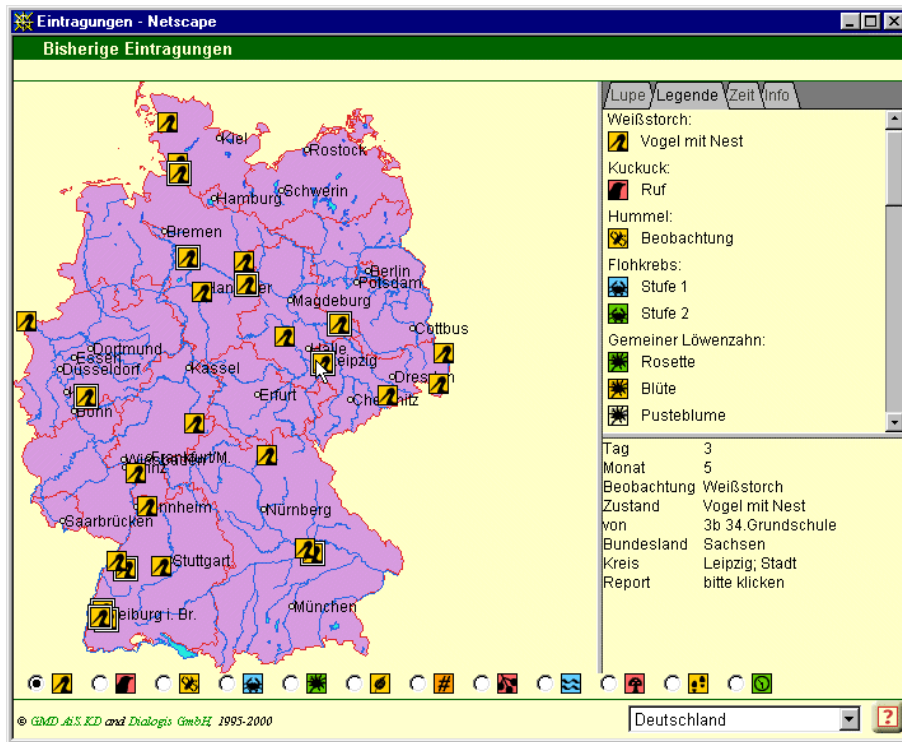 Eintragungen - Netscape
Bisherige Eintragungen
Kiel
Rostock
Hamburg
Schwerin
Bremen
Berlin
Potsdam
Magdeburg
Cottbus
Halle
Leipzig
Dortmund
Essen
Düsseldorf
Kassel
Dresden
Erfurt
Bonn
Frankfurt/M.
Saarbrücken
Nürnberg
Stuttgart
München
eiburg i. Br.
Lupe Legende Zeit Info
Weißstorch:
Vogel mit Nest
Kuckuck:
Ruf
Hummel:
Beobachtung
Flohkrebs:
Stufe 1
Stufe 2
Gemeiner Löwenzahn:
Rosette
Blüte
Pusteblume
Tag 3
Monat 5
Beobachtung Weißstorch
Zustand Vogel mit Nest
von 3b 34.Grundschule
Bundesland Sachsen
Kreis Leipzig; Stadt
Report bitte klicken
© GMD AiS.KD and Dialogis GmbH, 1995-2000
Deutschland
?